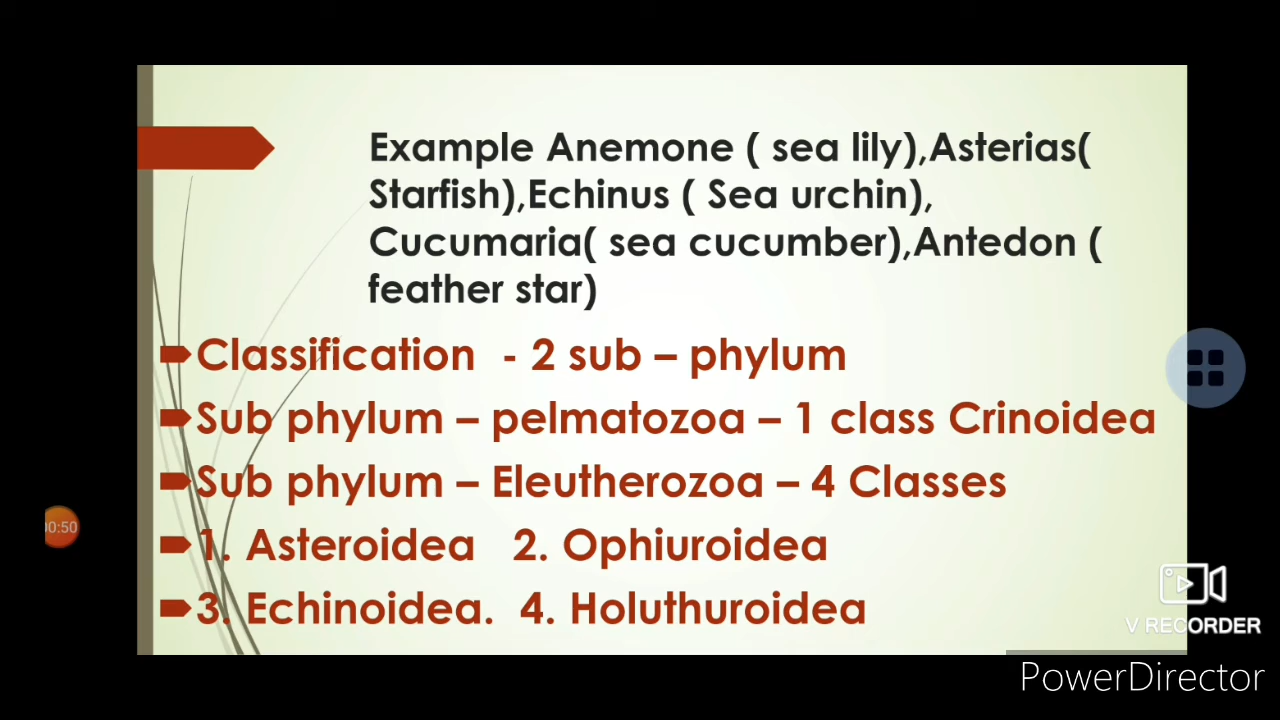 Example Anemone ( sea lily),Asterias(
Starfish),Echinus ( Sea urchin),
Cucumaria( sea cucumber),Antedon (
feather star)
Classification - 2 sub – phylum
Sub phylum – pelmatozoa – 1 class Crinoidea
Sub phylum – Eleutherozoa – 4 Classes
1. Asteroidea 2. Ophiuroidea
3. Echinoidea. 4. Holuthuroidea
00:50
V RECORDER
PowerDirector